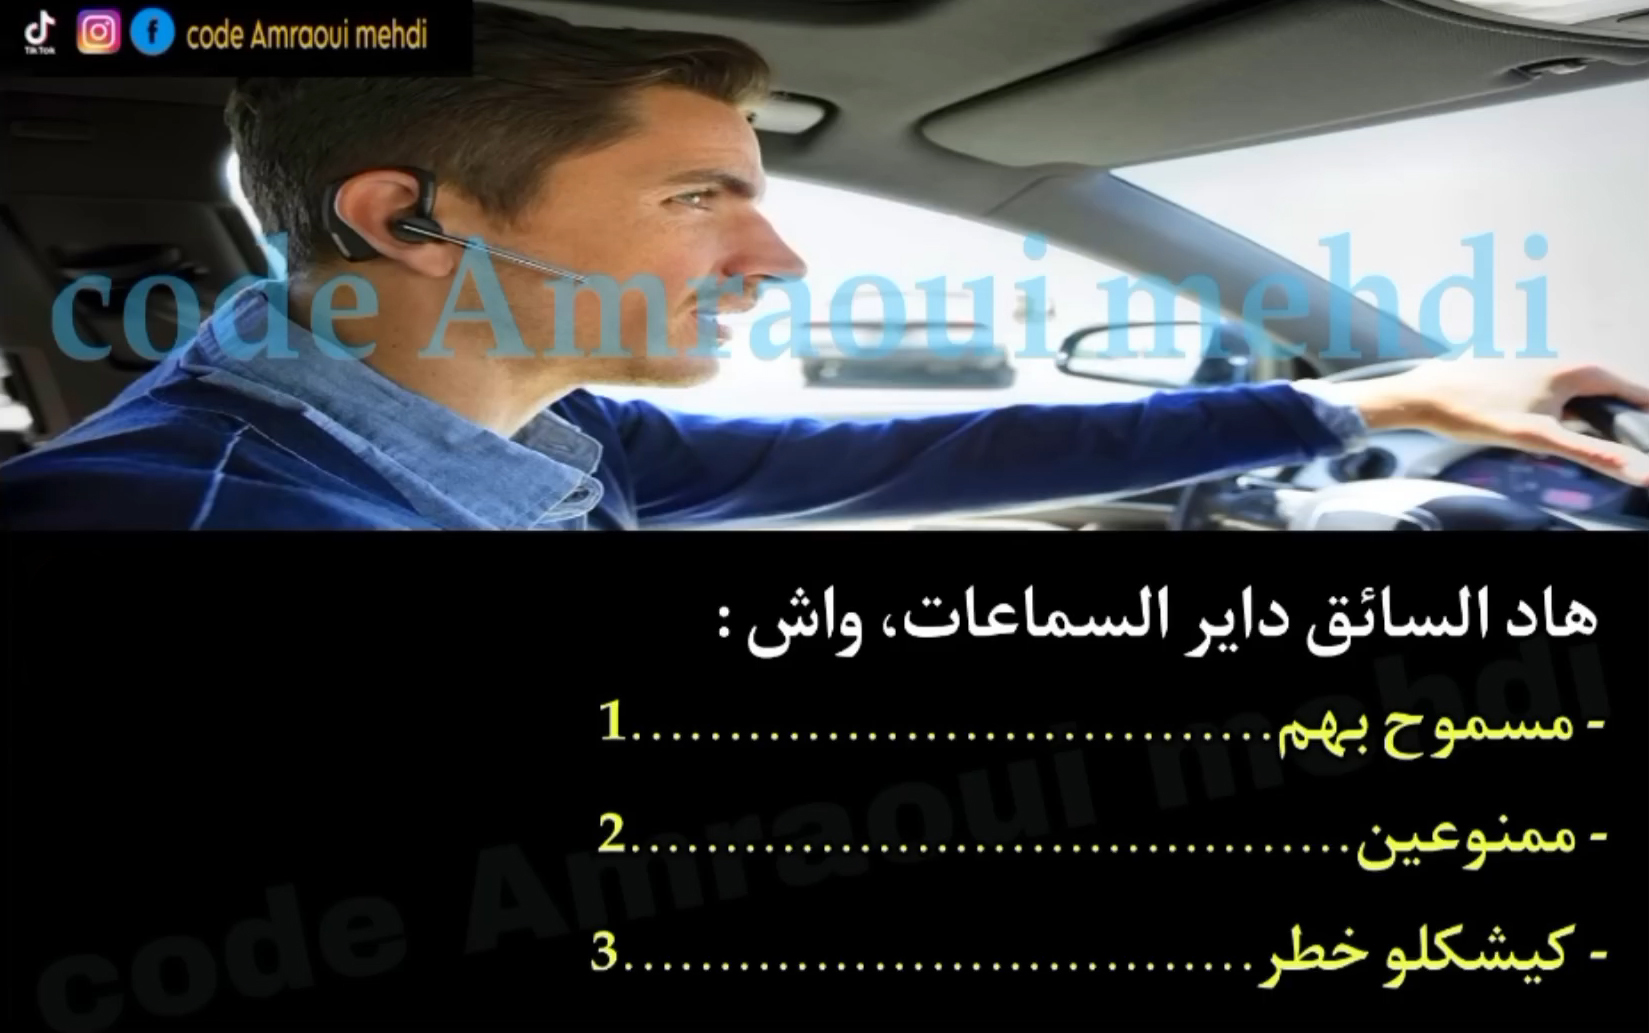 TikTok code Amraoui mehdi
code Amraoui mehdi
هاد السائق داير السماعات، واش :
- مسموح بهم.................................1
- ممنوعين.....................................2
- كيشكلو خطر.................................3
code Amraoui mehdi